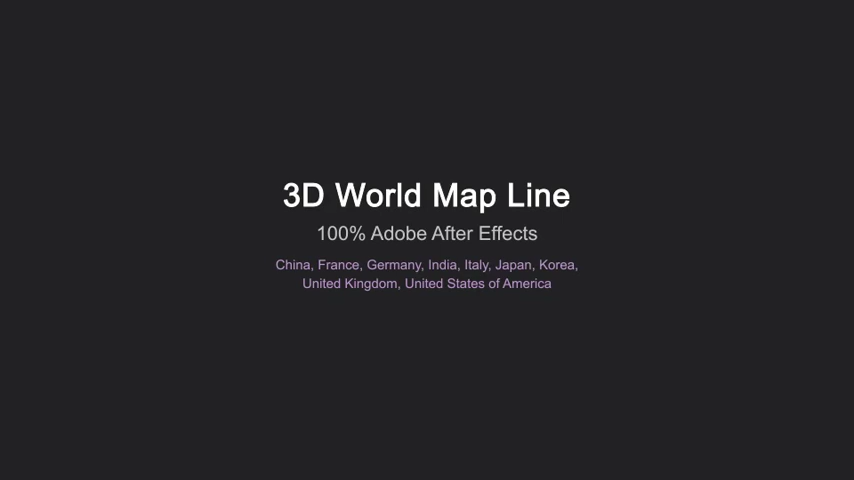 3D World Map Line
100% Adobe After Effects
China, France, Germany, India, Italy, Japan, Korea,
United Kingdom, United States of America